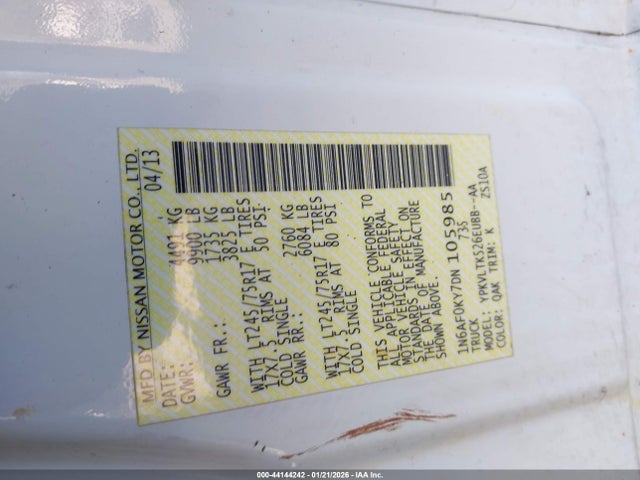 MFD BY NISSAN MOTOR CO., LTD.
DATE: 04/13
GVWR: 4491 KG
9900 LB
GAWR FR.: 1735 KG
3825 LB
WITH LT245/75R17 E TIRES
17X7.5 RIMS AT 50 PSI
COLD SINGLE
GAWR RR.: 2760 KG
6084 LB
WITH LT245/75R17 E TIRES
17X7.5 RIMS AT 80 PSI
COLD SINGLE
THIS VEHICLE CONFORMS TO
ALL APPLICABLE FEDERAL
MOTOR VEHICLE SAFETY
STANDARDS IN EFFECT ON
THE DATE OF MANUFACTURE
SHOWN ABOVE.
1N6AF0KY7DN105985
TRUCK 735
MODEL: YPKVLTKS26EUBB--AA
COLOR: QAK TRIM: K ZS10A
000-44144242 - 01/21/2026 - IAA Inc.